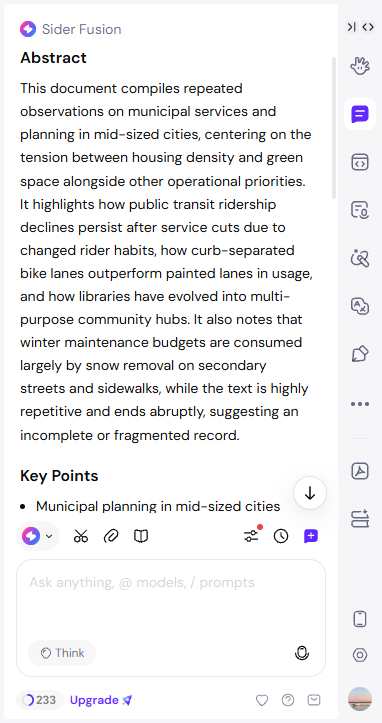 Sider Fusion
Abstract
This document compiles repeated
observations on municipal services and
planning in mid-sized cities, centering on the
tension between housing density and green
space alongside other operational priorities.
It highlights how public transit ridership
declines persist after service cuts due to
changed rider habits, how curb-separated
bike lanes outperform painted lanes in usage,
and how libraries have evolved into multi-
purpose community hubs. It also notes that
winter maintenance budgets are consumed
largely by snow removal on secondary
streets and sidewalks, while the text is highly
repetitive and ends abruptly, suggesting an
incomplete or fragmented record.
Key Points
• Municipal planning in mid-sized cities
Ask anything, @ models, / prompts
Think
233 Upgrade